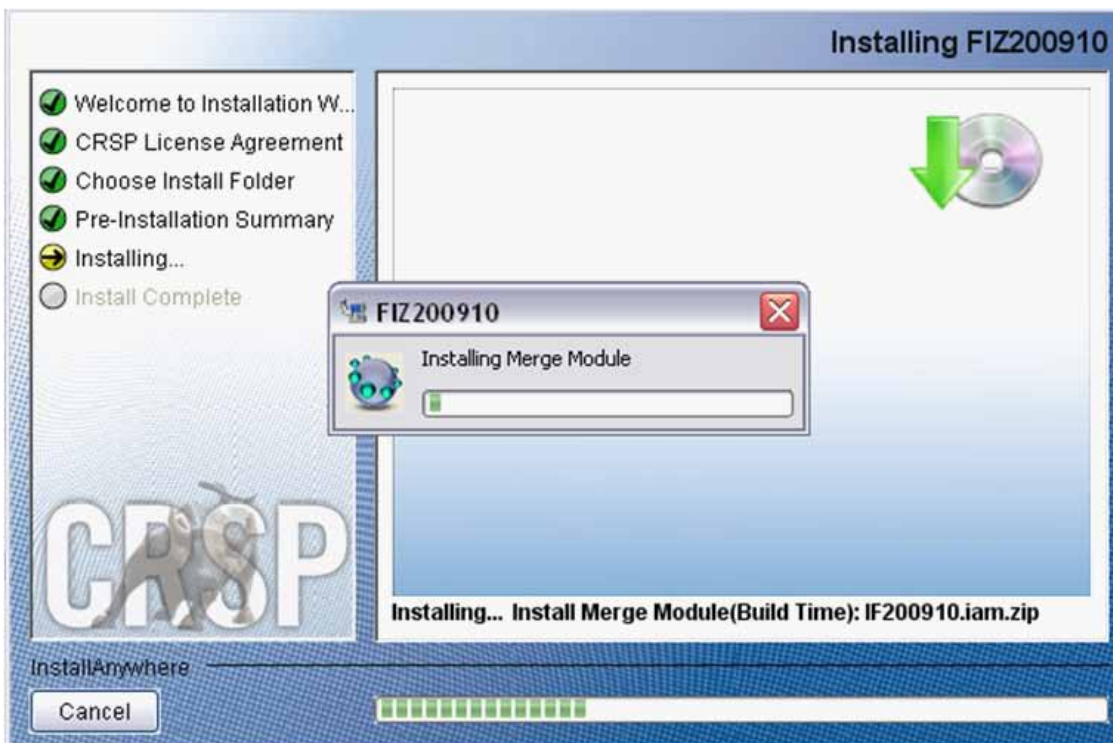 Installing FIZ200910
Welcome to Installation W...
CRSP License Agreement
Choose Install Folder
Pre-Installation Summary
Installing...
Install Complete
FIZ200910
Installing Merge Module
CRSP
Installing... Install Merge Module(Build Time): IF200910.iam.zip
InstallAnywhere
Cancel